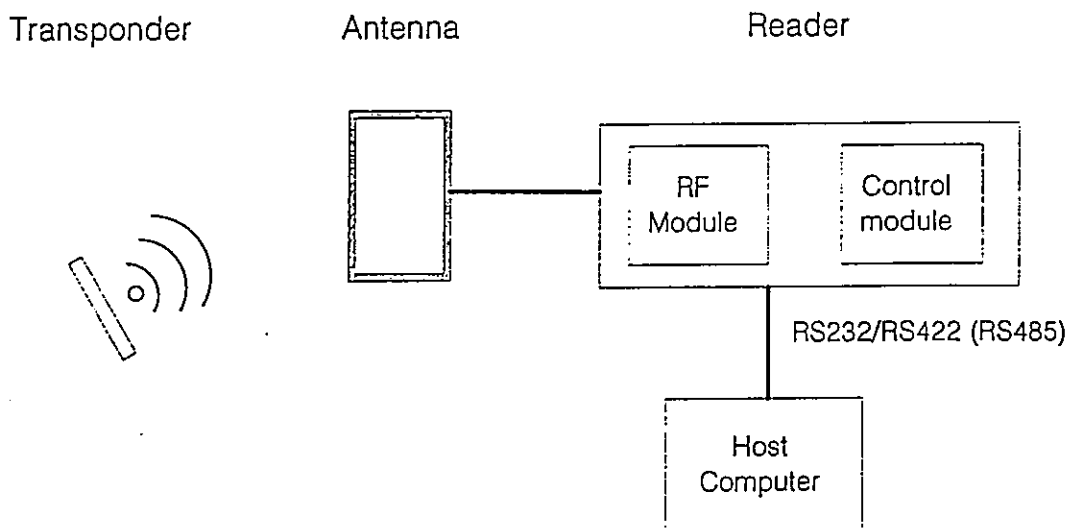 Transponder
Antenna
Reader
RF
Module
Control
module
RS232/RS422 (RS485)
Host
Computer